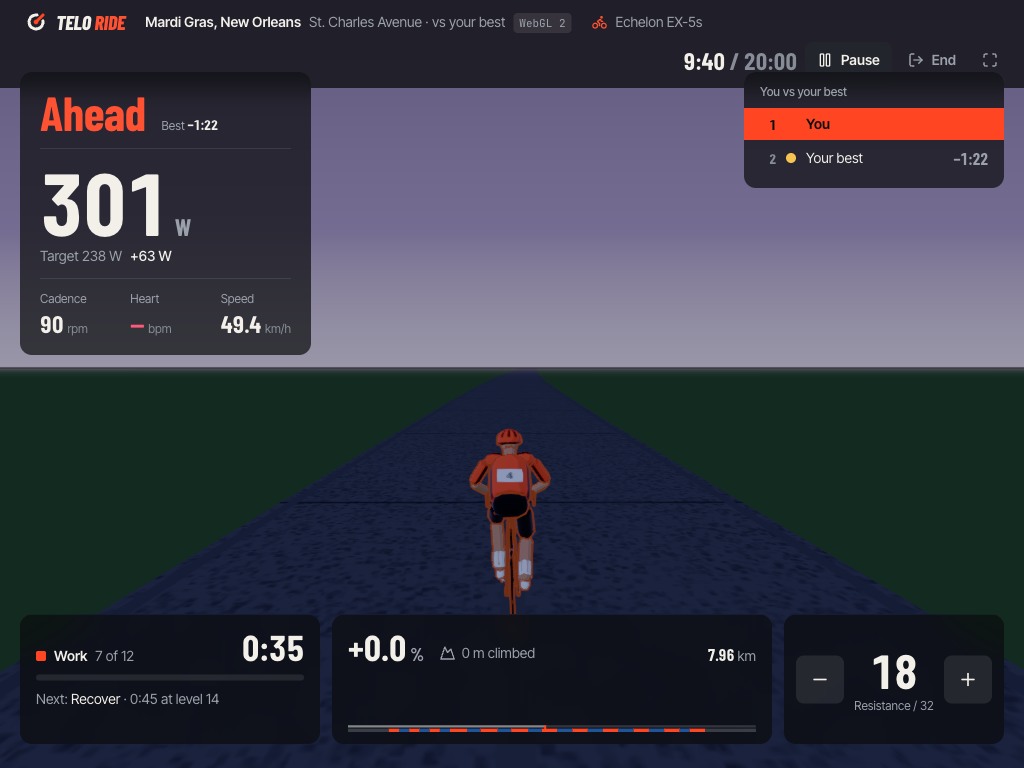 TELO RIDE Mardi Gras, New Orleans St. Charles Avenue · vs your best WebGL 2 Echelon EX-5s
9:40 / 20:00 Pause End
Ahead Best −1:22
301 W
Target 238 W +63 W
Cadence Heart Speed
90 rpm – bpm 49.4 km/h
You vs your best
1 You
2 Your best −1:22
4
Work 7 of 12 0:35
Next: Recover · 0:45 at level 14
+0.0 % 0 m climbed 7.96 km
− 18 +
Resistance / 32